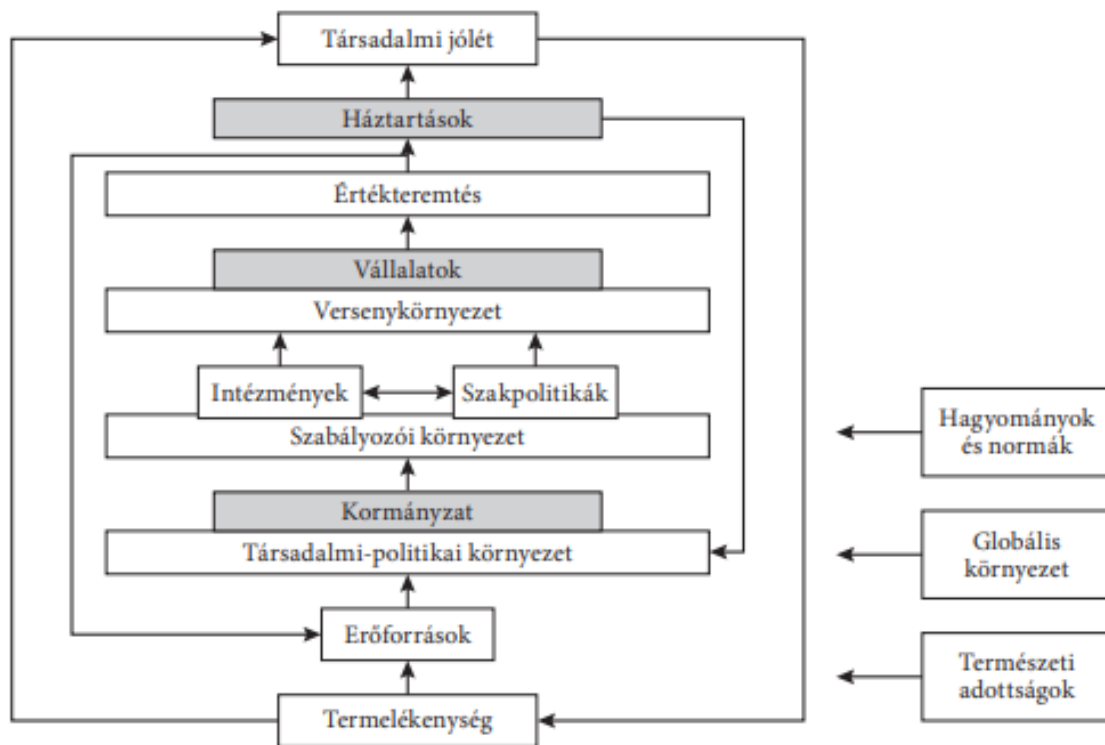 Társadalmi jólét
Háztartások
Értékteremtés
Vállalatok
Versenykörnyezet
Intézmények
Szakpolitikák
Szabályozói környezet
Kormányzat
Társadalmi-politikai környezet
Erőforrások
Termelékenység
Hagyományok
és normák
Globális
környezet
Természeti
adottságok